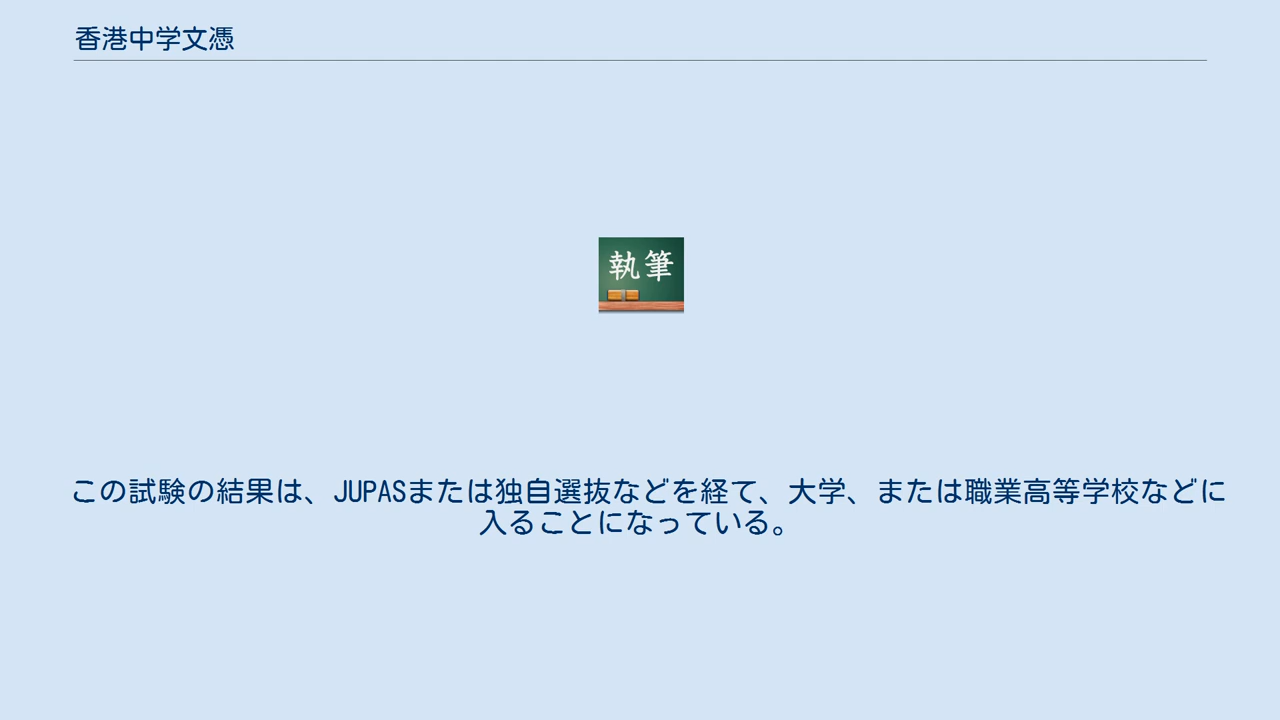 香港中学文憑
執筆
この試験の結果は、JUPASまたは独自選抜などを経て、大学、または職業高等学校などに
入ることになっている。